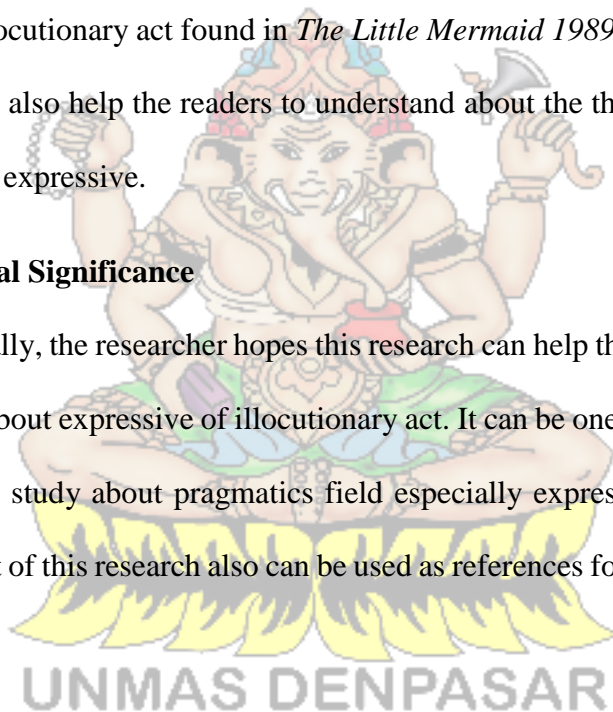 ocutionary act found in The Little Mermaid 1989
also help the readers to understand about the th
expressive.
al Significance
lly, the researcher hopes this research can help th
bout expressive of illocutionary act. It can be one
study about pragmatics field especially expres
t of this research also can be used as references fo
UNMAS DENPASAR